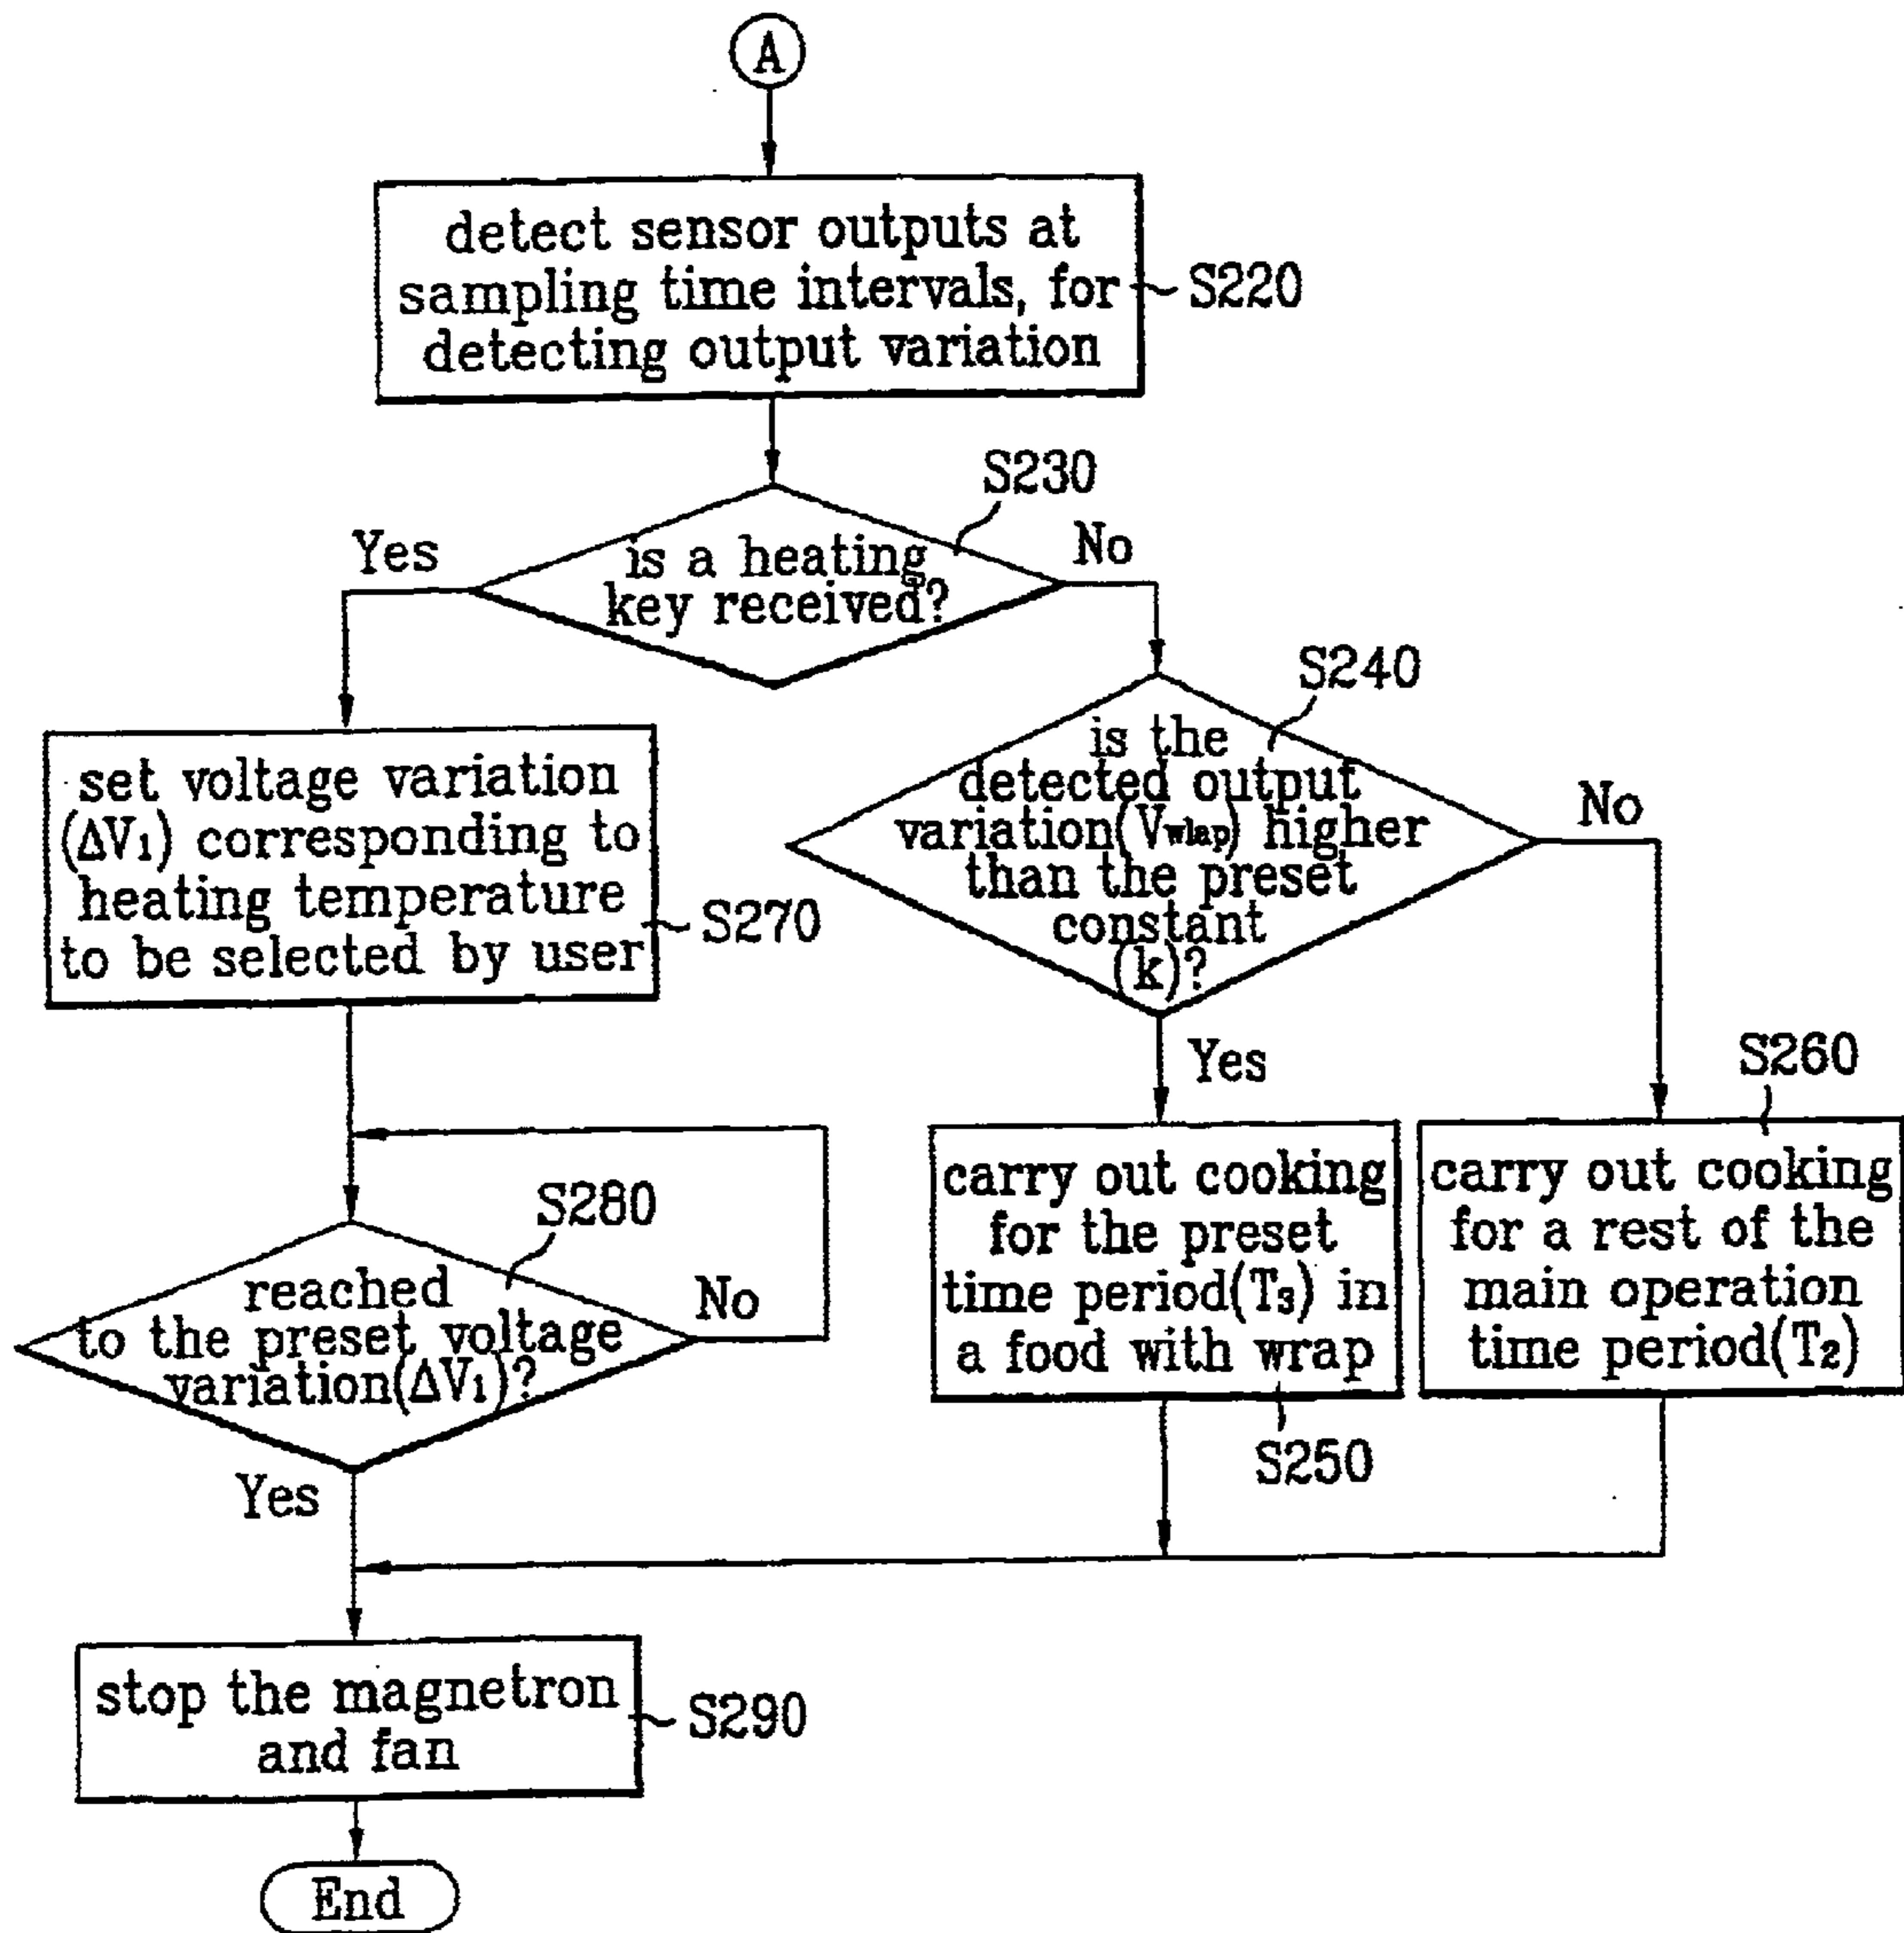 A
detect sensor outputs at
sampling time intervals, for
detecting output variation
S220
S230
Yes
is a heating
key received?
No
S240
set voltage variation
(ΔV1) corresponding to
heating temperature
to be selected by user
S270
is the
detected output
variation(Vwlap) higher
than the preset
constant
(k)?
No
Yes
S260
S280
reached
to the preset voltage
variation(ΔV1)?
No
Yes
carry out cooking
for the preset
time period(T3) in
a food with wrap
S250
carry out cooking
for a rest of the
main operation
time period(T2)
stop the magnetron
and fan
S290
End